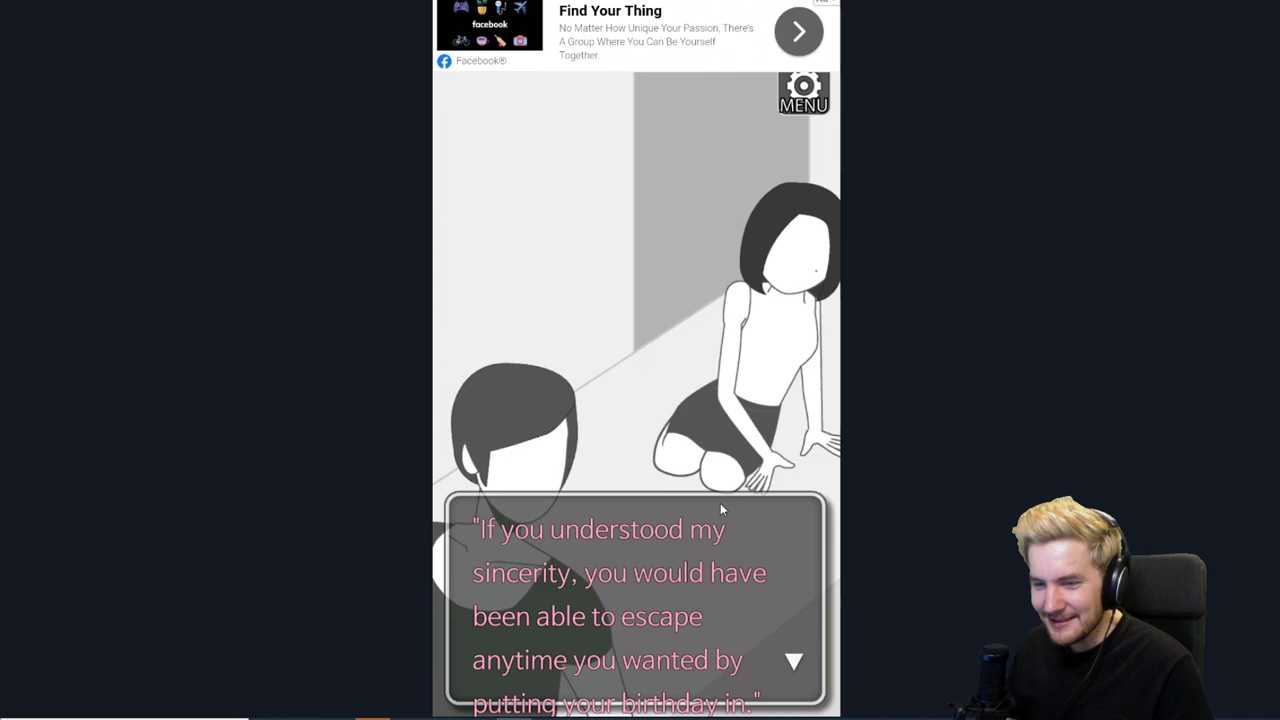 Find Your Thing
No Matter How Unique Your Passion, There's
A Group Where You Can Be Yourself
Together.
facebook
Facebook®
MENU
"If you understood my
sincerity, you would have
been able to escape
anytime you wanted by
putting your birthday in."